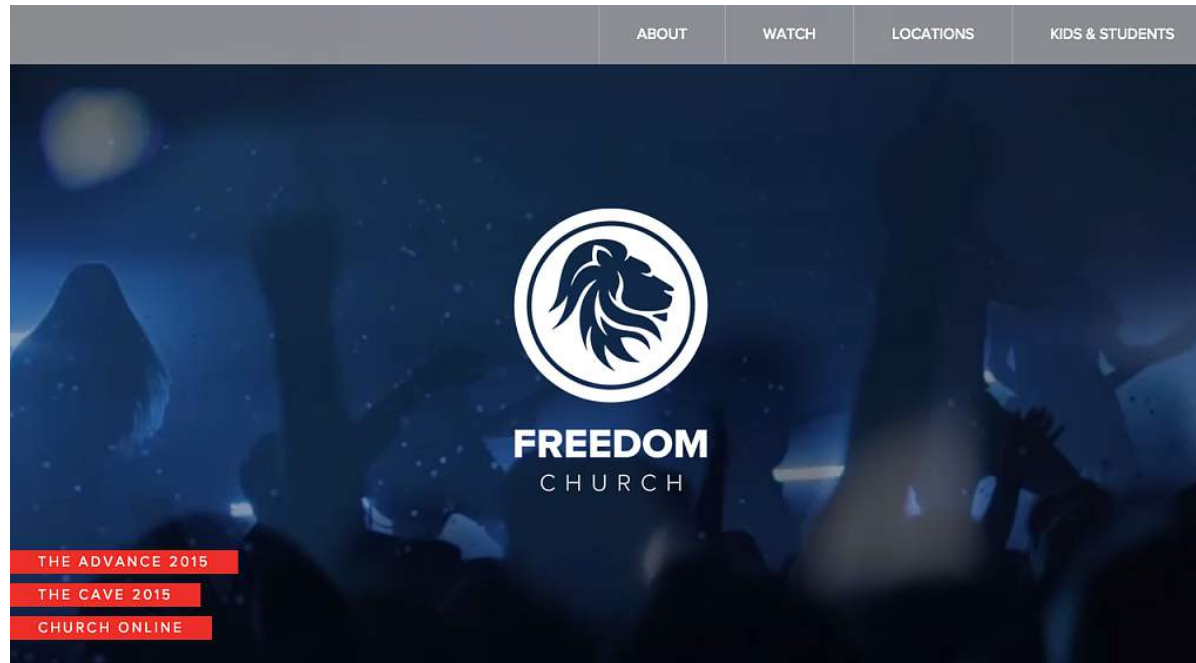 ABOUT
WATCH
LOCATIONS
KIDS & STUDENTS
FREEDOM
CHURCH
THE ADVANCE 2015
THE CAVE 2015
CHURCH ONLINE